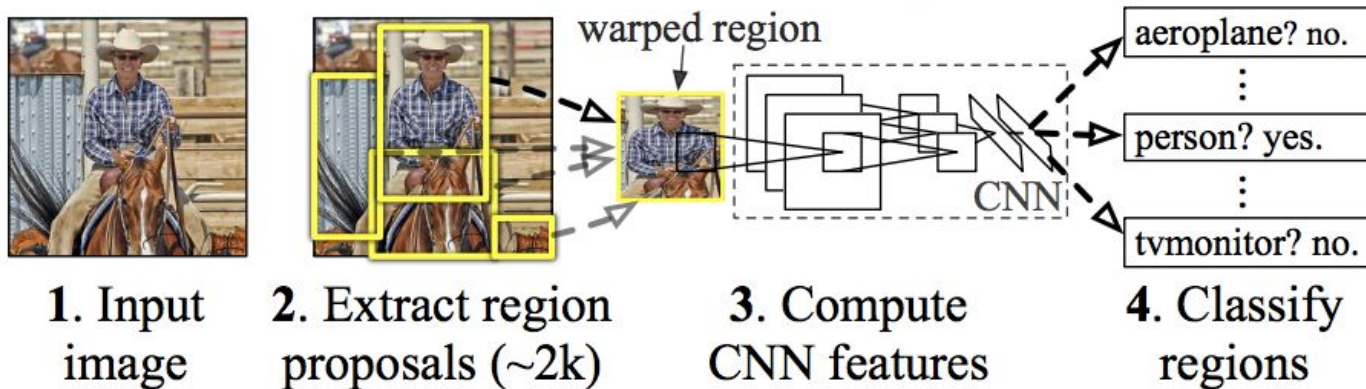 warped region
aeroplane? no.
⋮
person? yes.
⋮
tvmonitor? no.
CNN
1. Input
image
2. Extract region
proposals (~2k)
3. Compute
CNN features
4. Classify
regions